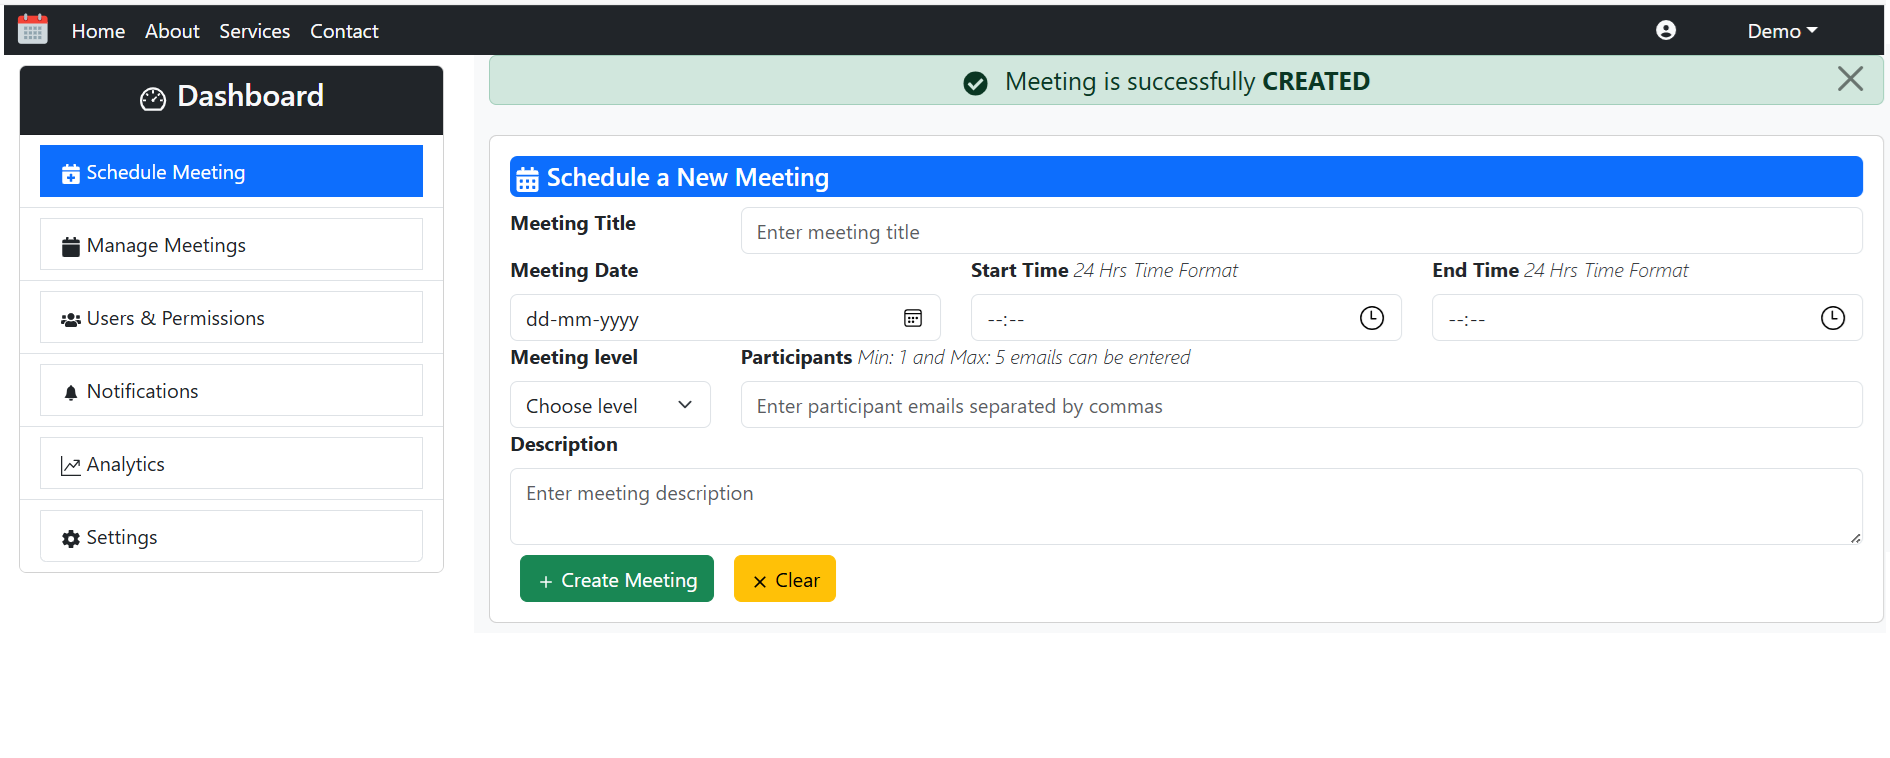 Home About Services Contact Demo
Dashboard
Meeting is successfully CREATED
Schedule Meeting
Manage Meetings
Users & Permissions
Notifications
Analytics
Settings
Schedule a New Meeting
Meeting Title
Enter meeting title
Meeting Date
Start Time 24 Hrs Time Format
End Time 24 Hrs Time Format
dd-mm-yyyy
--:--
--:--
Meeting level
Participants Min: 1 and Max: 5 emails can be entered
Choose level
Enter participant emails separated by commas
Description
Enter meeting description
+ Create Meeting
× Clear